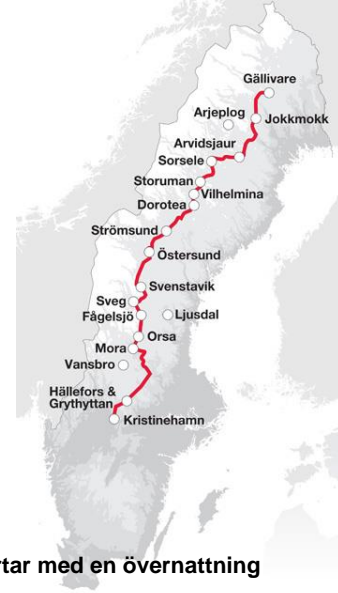 Gällivare
Arjeplog
Jokkmokk
Arvidsjaur
Sorsele
Storuman
Vilhelmina
Dorotea
Strömsund
Östersund
Svenstavik
Sveg
Fågelsjö
Ljusdal
Orsa
Mora
Vansbro
Hällefors &
Grythyttan
Kristinehamn
med en övernattning